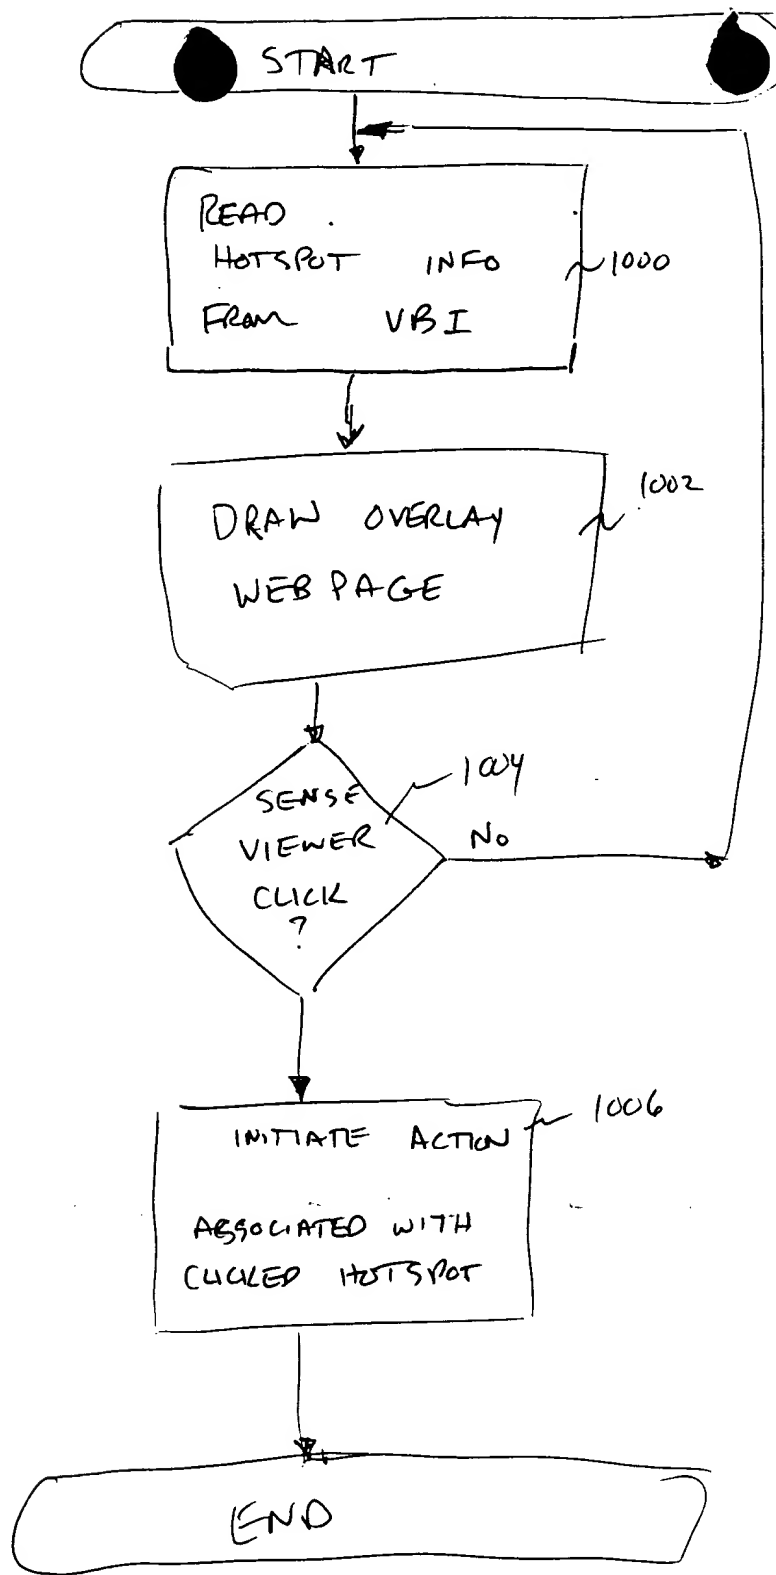 START
READ
HOTSPOT INFO
1000
FROM VBI
1002
DRAW OVERLAY
WEB PAGE
1004
SENSE
VIEWER
No
CLICK
?
1006
INITIATE ACTION
ASSOCIATED WITH
CLICKED HOTSPOT
END